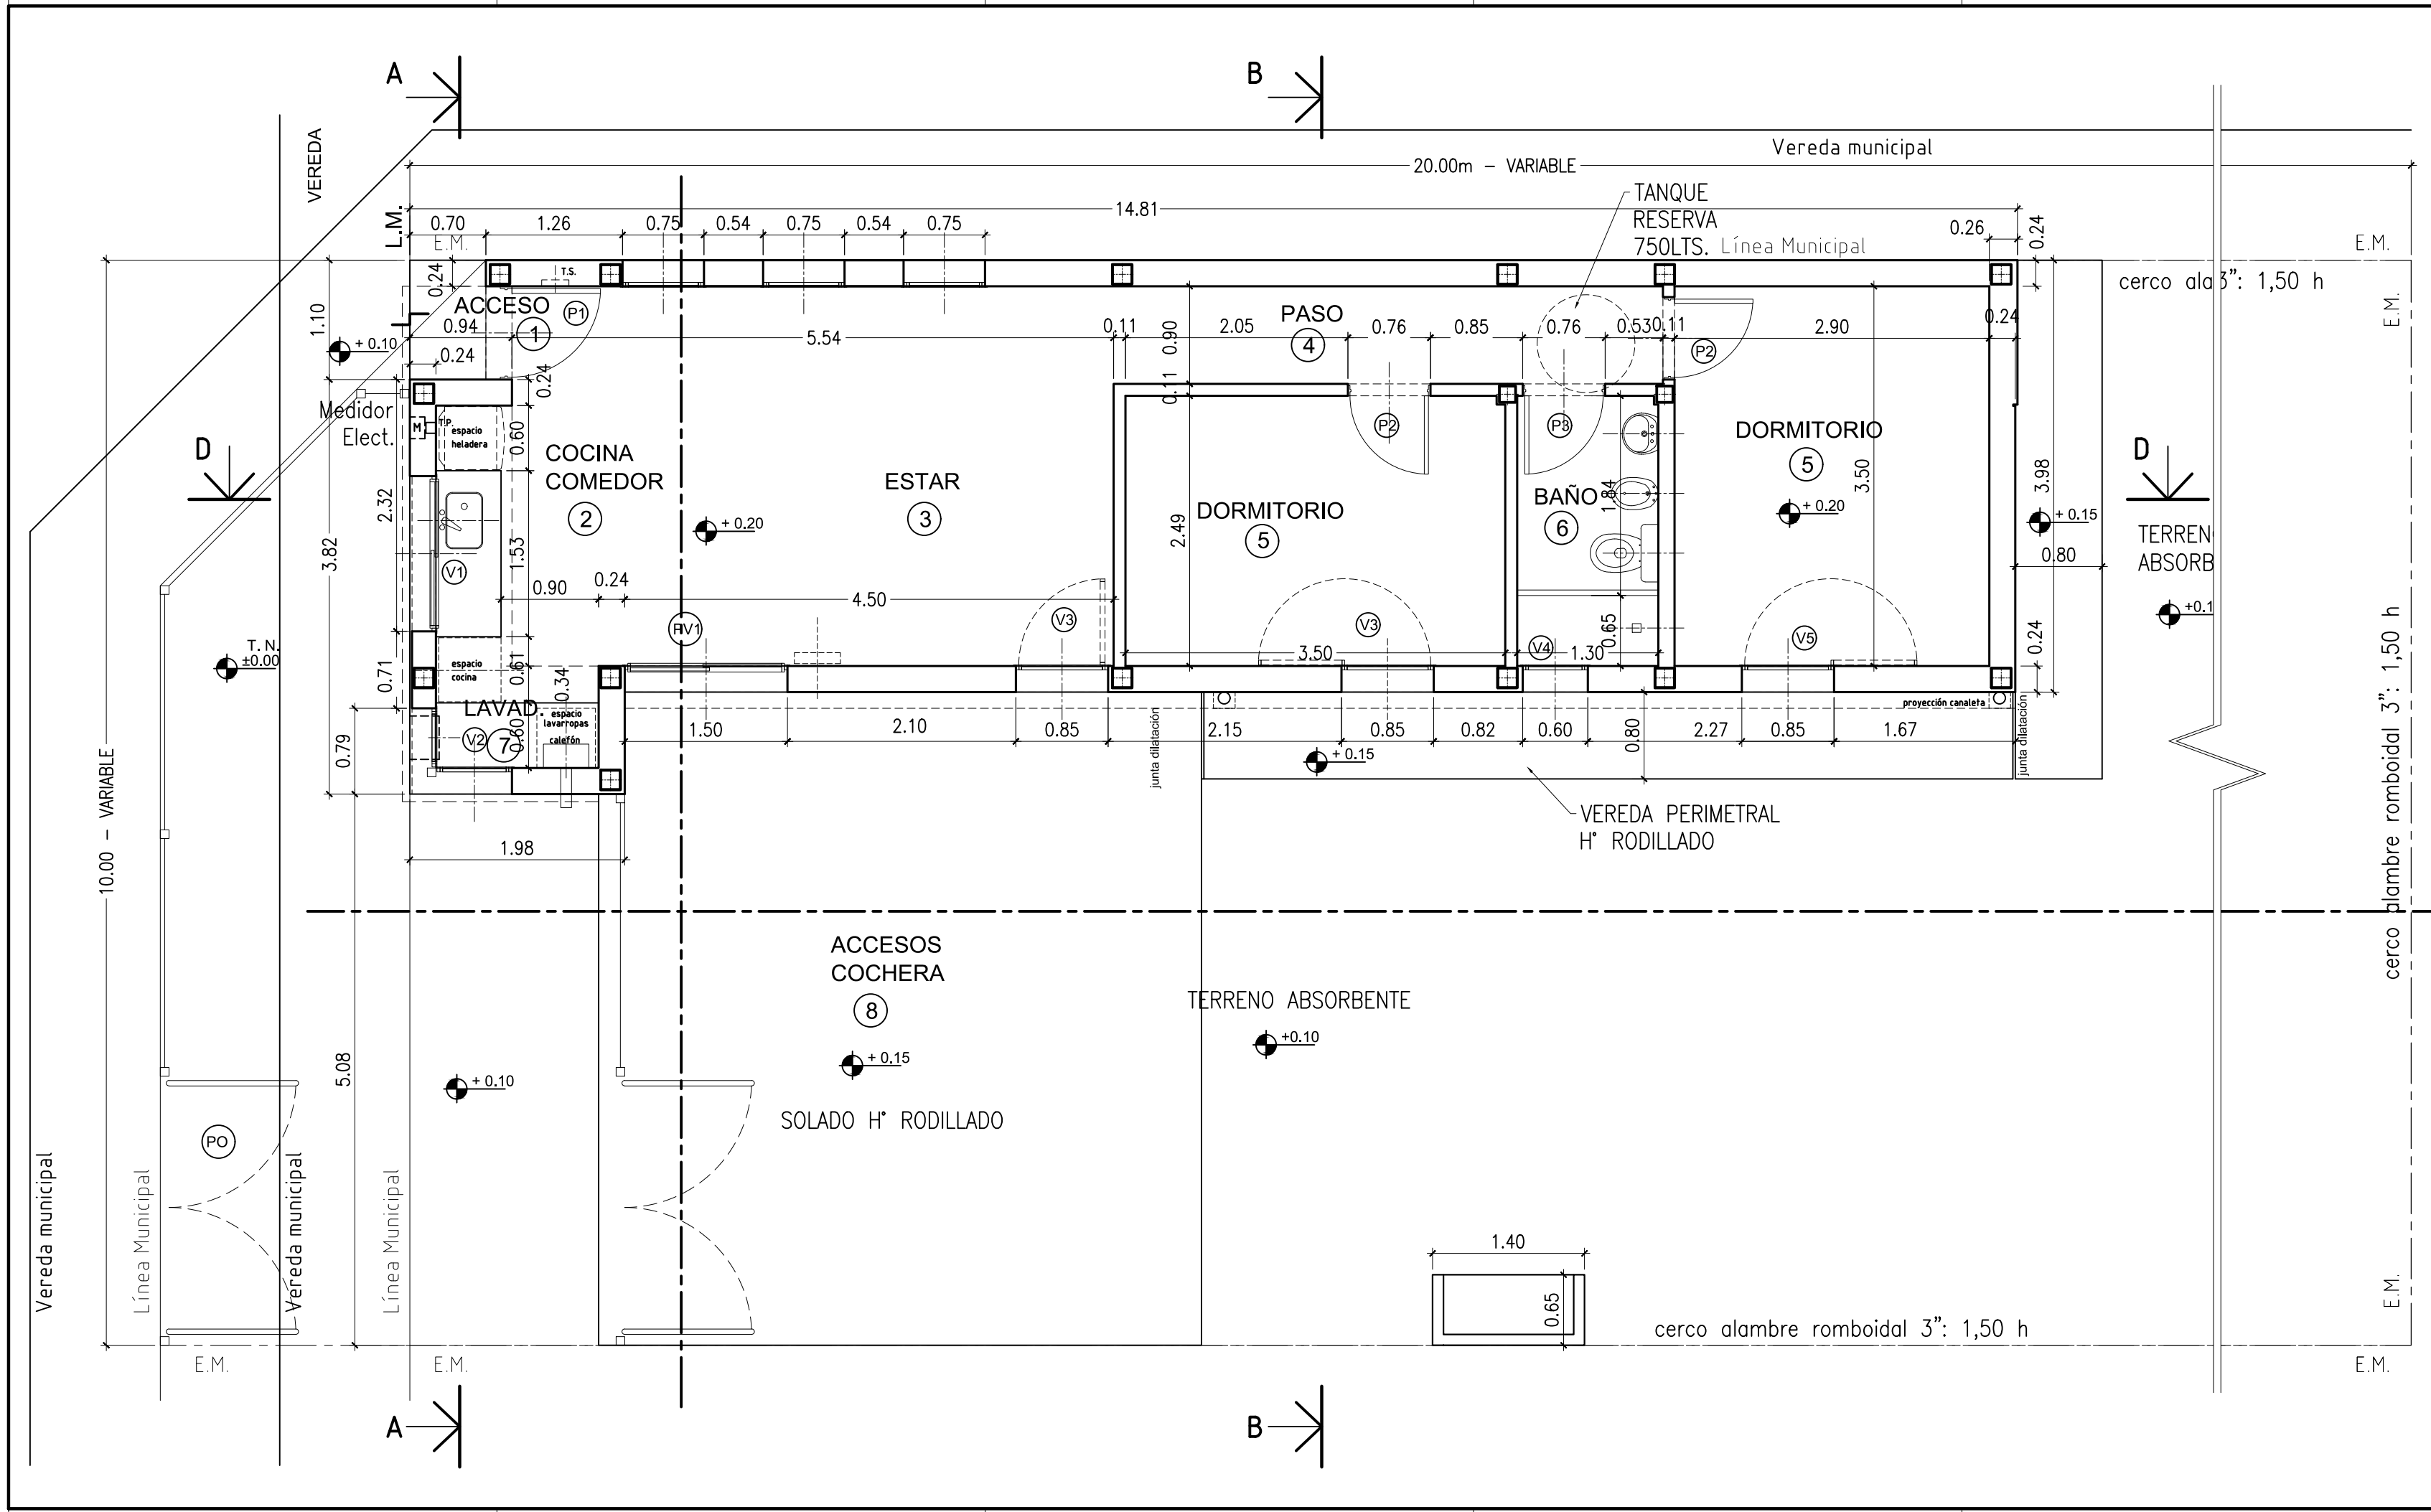 A
B
VEREDA
Vereda municipal
20.00m – VARIABLE
TANQUE
RESERVA
750LTS.
Línea Municipal
14.81
L.M.
E.M.
0.70
1.26
0.75
0.54
0.75
0.54
0.75
0.26
0.24
E.M.
cerco ala
3": 1,50 h
E.M.
0.24
T.S.
ACCESO
1
P1
1.10
+ 0.10
0.94
0.24
0.24
5.54
0.11
2.05
0.90
0.11
PASO
4
0.76
0.85
0.76
0.53
0.11
P2
2.90
0.24
Medidor
Elect.
M
T.P.
espacio
heladera
0.60
D
COCINA
COMEDOR
2
ESTAR
3
+ 0.20
DORMITORIO
5
P2
P3
BAÑO
6
1.84
DORMITORIO
5
+ 0.20
3.50
3.98
+ 0.15
0.80
D
TERREN
ABSORB
+0.1
2.32
3.82
1.53
V1
0.90
0.24
4.50
2.49
V3
3.50
V3
V4
1.30
0.65
V5
0.24
PV1
T. N.
±0.00
0.71
espacio
cocina
0.61
0.34
LAVAD.
7
V2
0.60
espacio
lavarropas
calefón
0.79
1.50
2.10
0.85
junta dilatación
2.15
0.85
0.82
0.60
0.80
2.27
0.85
1.67
proyección canaleta
junta dilatación
+ 0.15
1.98
VEREDA PERIMETRAL
H° RODILLADO
10.00 – VARIABLE
cerco alambre romboidal 3": 1,50 h
ACCESOS
COCHERA
8
+ 0.15
SOLADO H° RODILLADO
TERRENO ABSORBENTE
+0.10
5.08
+ 0.10
PO
Vereda municipal
Línea Municipal
Vereda municipal
Línea Municipal
1.40
0.65
cerco alambre romboidal 3": 1,50 h
E.M.
E.M.
E.M.
E.M.
A
B